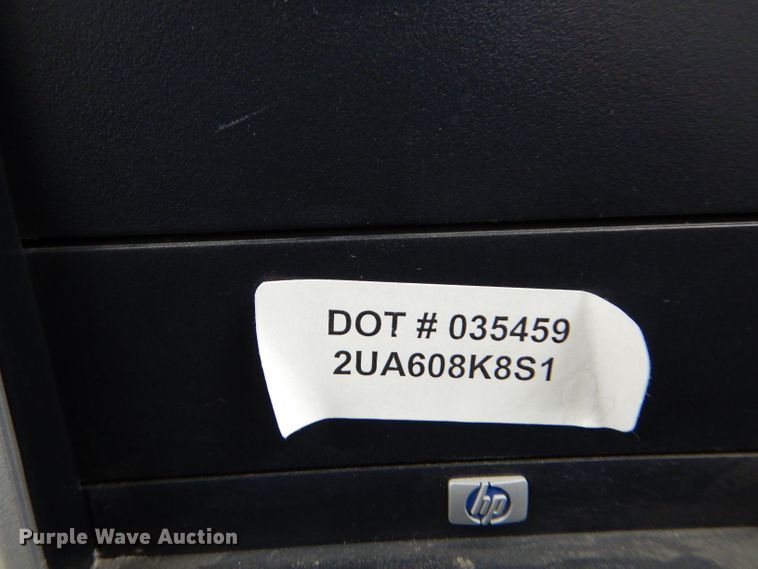 DOT # 035459
2UA608K8S1
hp
Purple Wave Auction